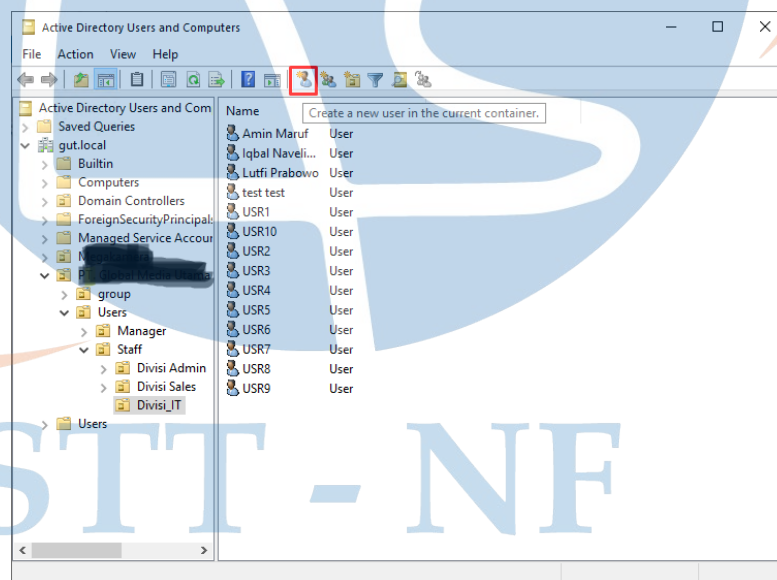 Active Directory Users and Computers
File Action View Help
Active Directory Users and Com
Name
Create a new user in the current container.
Saved Queries
gut.local
Builtin
Computers
Domain Controllers
ForeignSecurityPrincipals
Managed Service Accour
Global Media Utama
group
Users
Manager
Staff
Divisi Admin
Divisi Sales
Divisi_IT
Users
Amin Maruf User
Iqbal Naveli... User
Lutfi Prabowo User
test test User
USR1 User
USR10 User
USR2 User
USR3 User
USR4 User
USR5 User
USR6 User
USR7 User
USR8 User
USR9 User
STT - NF